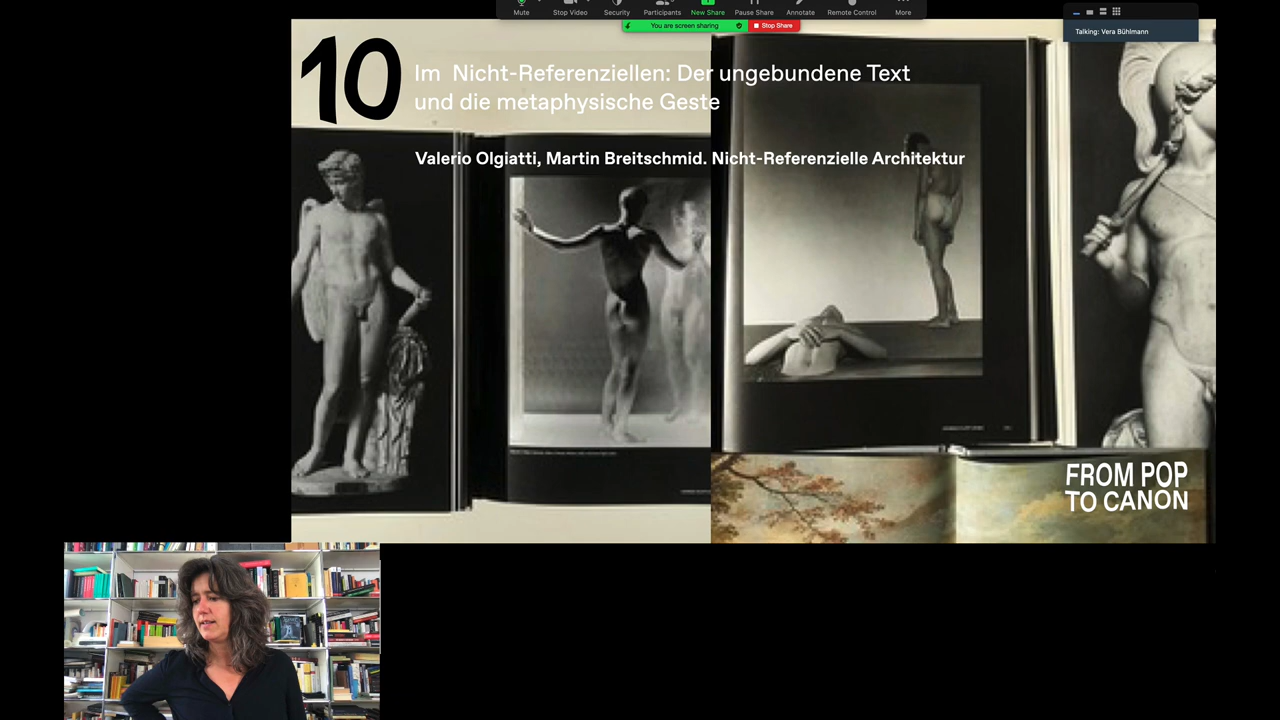 Mute
Stop Video
Security
Participants
New Share
Pause Share
Annotate
Remote Control
More
You are screen sharing
Stop Share
Talking: Vera Bühlmann
10
Im Nicht-Referenziellen: Der ungebundene Text
und die metaphysische Geste
Valerio Olgiatti, Martin Breitschmid. Nicht-Referenzielle Architektur
FROM POP
TO CANON